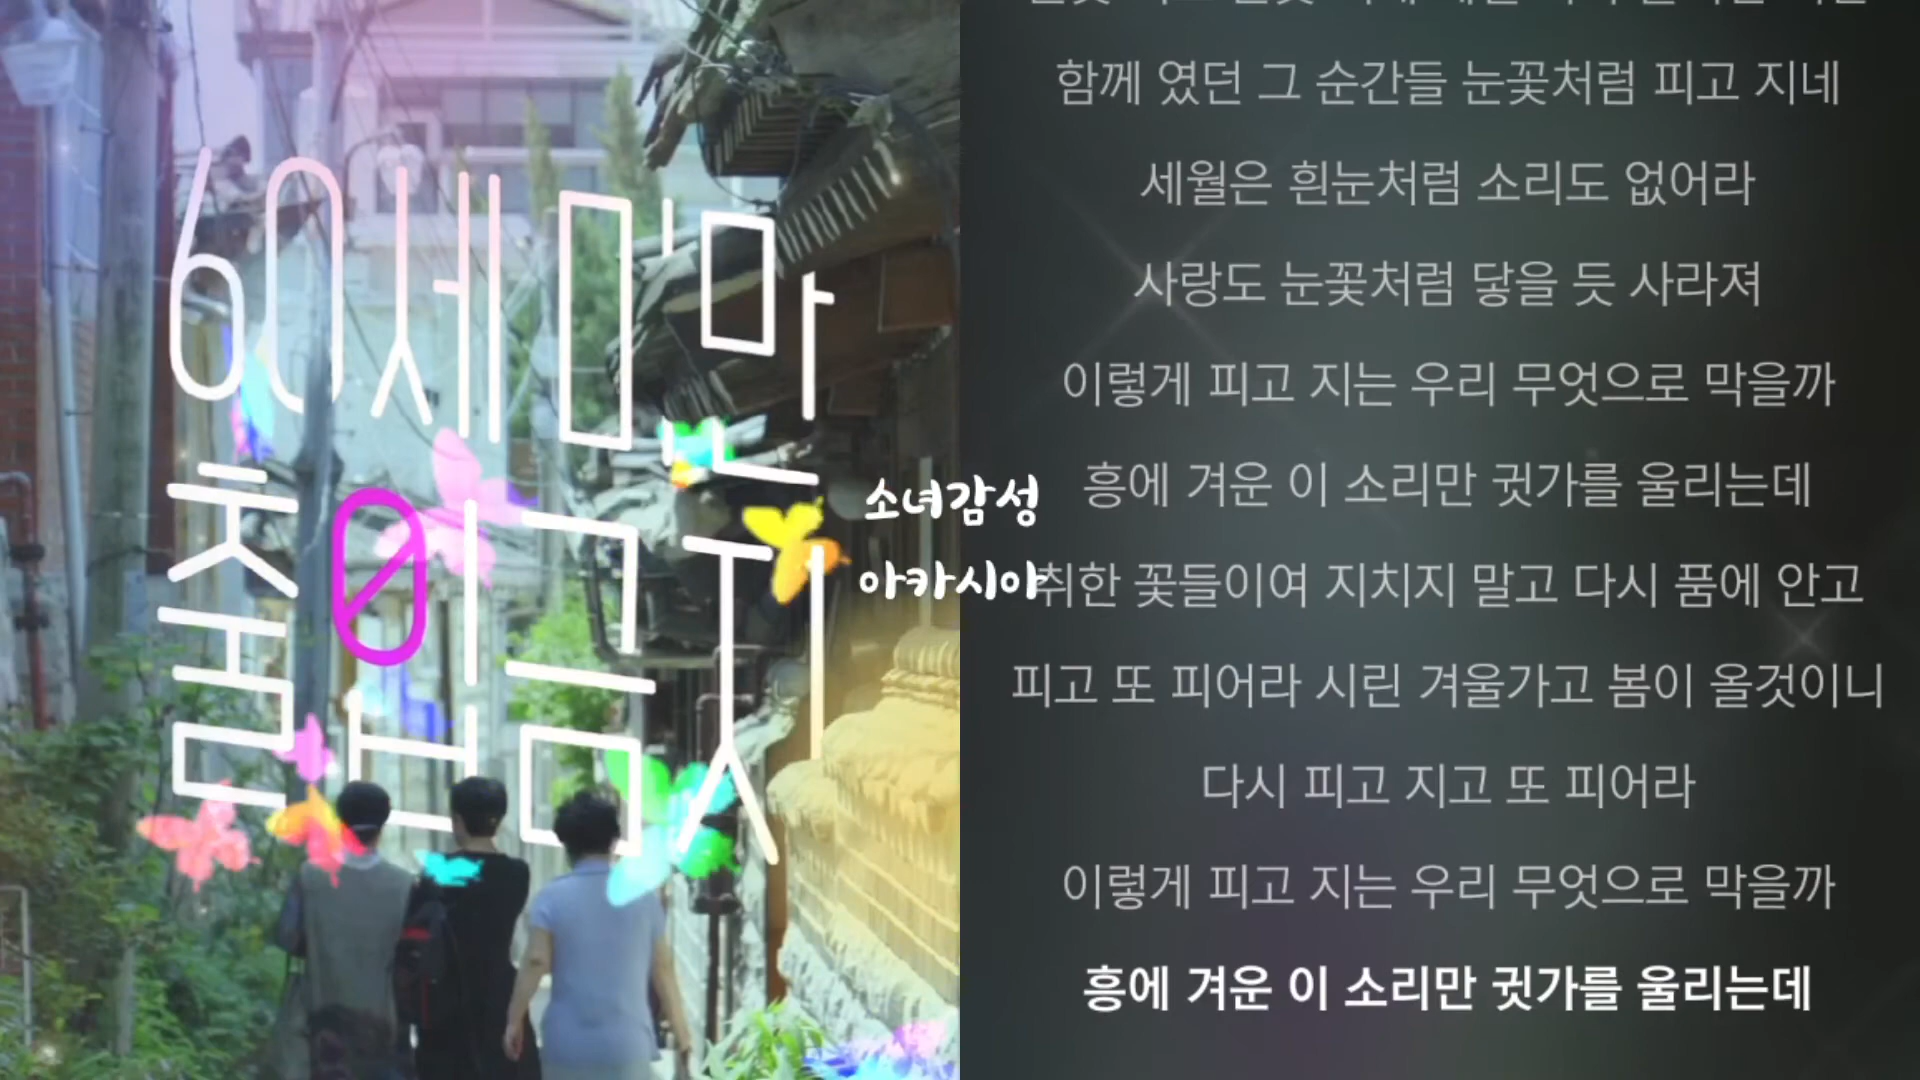 60세 미만
출입금지
소녀감성
아카시아
함께 였던 그 순간들 눈꽃처럼 피고 지네
세월은 흰눈처럼 소리도 없어라
사랑도 눈꽃처럼 닿을 듯 사라져
이렇게 피고 지는 우리 무엇으로 막을까
흥에 겨운 이 소리만 귓가를 울리는데
취한 꽃들이여 지치지 말고 다시 품에 안고
피고 또 피어라 시린 겨울가고 봄이 올것이니
다시 피고 지고 또 피어라
이렇게 피고 지는 우리 무엇으로 막을까
흥에 겨운 이 소리만 귓가를 울리는데